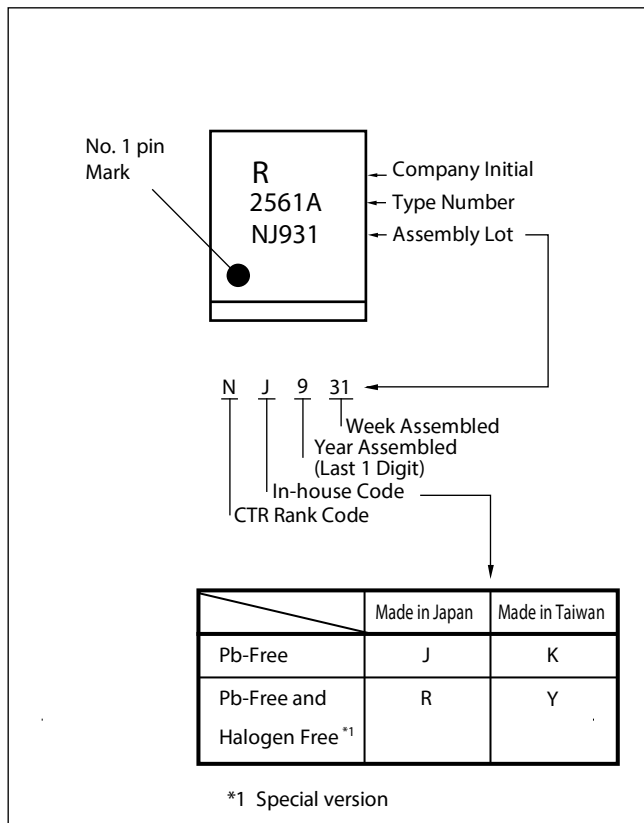 No. 1 pin
Mark
R
2561A
NJ931
Company Initial
Type Number
Assembly Lot
N J 9 31
Week Assembled
Year Assembled
(Last 1 Digit)
In-house Code
CTR Rank Code
Made in Japan Made in Taiwan
Pb-Free J K
Pb-Free and R Y
Halogen Free *1
*1 Special version